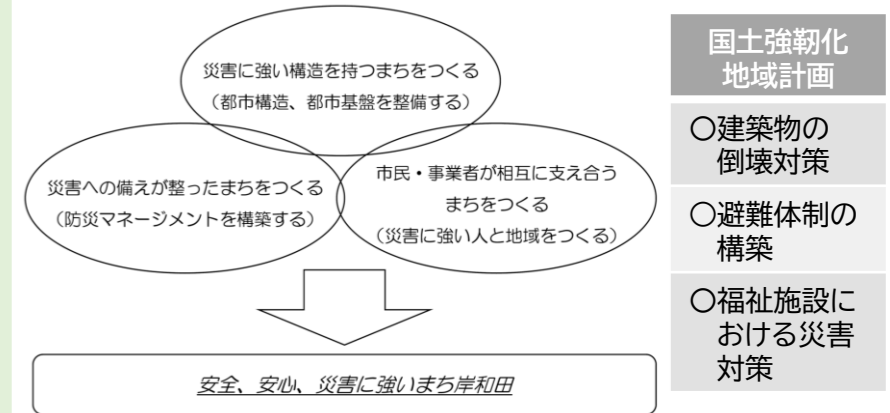 災害に強い構造を持つまちをつくる
（都市構造、都市基盤を整備する）
災害への備えが整ったまちをつくる
（防災マネージメントを構築する）
市民・事業者が相互に支え合う
まちをつくる
（災害に強い人と地域をつくる）
安全、安心、災害に強いまち岸和田
国土強靭化
地域計画
〇建築物の
倒壊対策
〇避難体制の
構築
〇福祉施設に
おける災害
対策